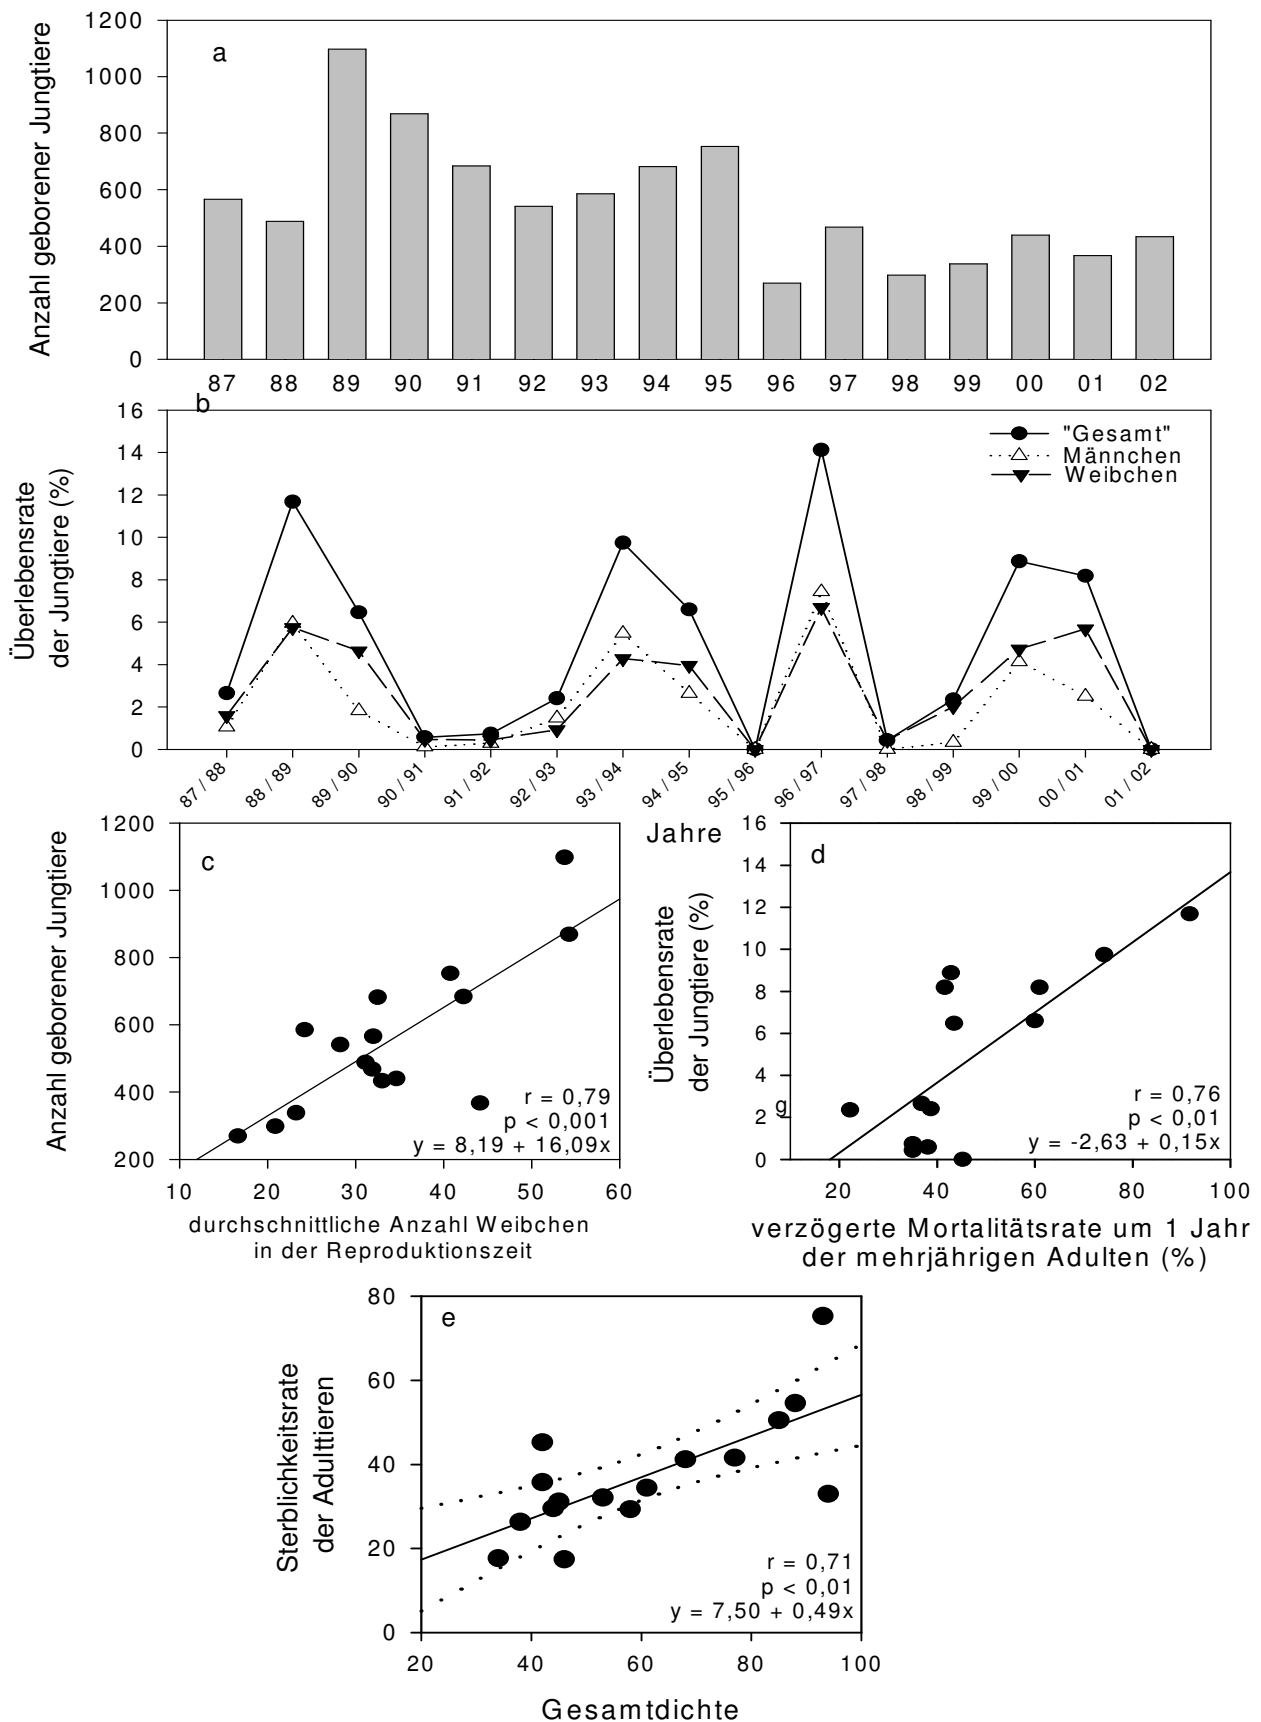 a
Anzahl geborener Jungtiere
1200
1000
800
600
400
200
0
87 88 89 90 91 92 93 94 95 96 97 98 99 00 01 02
b
Überlebensrate
der Jungtiere (%)
16
14
12
10
8
6
4
2
0
"Gesamt"
Männchen
Weibchen
87 / 88 88 / 89 89 / 90 90 / 91 91 / 92 92 / 93 93 / 94 94 / 95 95 / 96 96 / 97 97 / 98 98 / 99 99 / 00 00 / 01 01 / 02
Jahre
c
Anzahl geborener Jungtiere
1200
1000
800
600
400
200
r = 0,79
p < 0,001
y = 8,19 + 16,09x
10 20 30 40 50 60
durchschnittliche Anzahl Weibchen
in der Reproduktionszeit
d
Überlebensrate
der Jungtiere (%)
16
14
12
10
8
6
4
g
2
0
r = 0,76
p < 0,01
y = -2,63 + 0,15x
20 40 60 80 100
verzögerte Mortalitätsrate um 1 Jahr
der mehrjährigen Adulten (%)
e
Sterblichkeitsrate
der Adulttieren
80
60
40
20
0
r = 0,71
p < 0,01
y = 7,50 + 0,49x
20 40 60 80 100
Gesamtdichte